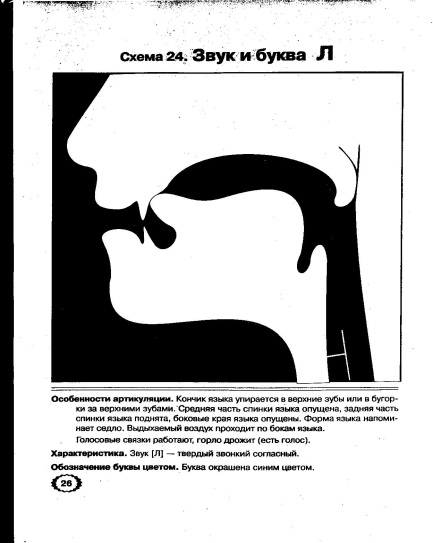 Схема 24. Звук и буква Л
Особенности артикуляции. Кончик языка упирается в верхние зубы или в бугор-
ки за верхними зубами. Средняя часть спинки языка опущена, задняя часть
спинки языка поднята, боковые края языка опущены. Форма языка напоми-
нает седло. Выдыхаемый воздух проходит по бокам языка.
Голосовые связки работают, горло дрожит (есть голос).
Характеристика. Звук [Л] — твердый звонкий согласный.
Обозначение буквы цветом. Буква окрашена синим цветом.
26